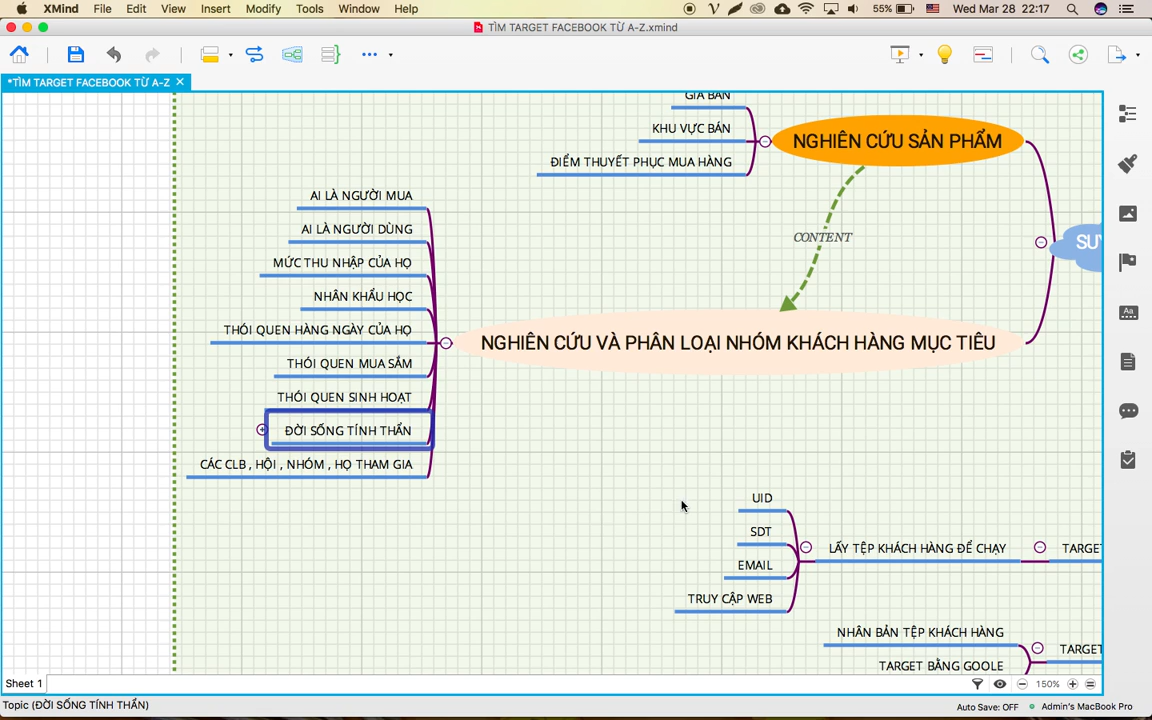 XMind File Edit View Insert Modify Tools Window Help 55% Wed Mar 28 22:17
TÌM TARGET FACEBOOK TỪ A-Z.xmind
*TÌM TARGET FACEBOOK TỪ A-Z
GIÁ BÁN
KHU VỰC BÁN
ĐIỂM THUYẾT PHỤC MUA HÀNG
NGHIÊN CỨU SẢN PHẨM
CONTENT
SUY
AI LÀ NGƯỜI MUA
AI LÀ NGƯỜI DÙNG
MỨC THU NHẬP CỦA HỌ
NHÂN KHẨU HỌC
THÓI QUEN HÀNG NGÀY CỦA HỌ
THÓI QUEN MUA SẮM
THÓI QUEN SINH HOẠT
ĐỜI SỐNG TÍNH THẨN
CÁC CLB , HỘI , NHÓM , HỌ THAM GIA
NGHIÊN CỨU VÀ PHÂN LOẠI NHÓM KHÁCH HÀNG MỤC TIÊU
UID
SDT
EMAIL
TRUY CẬP WEB
LẤY TỆP KHÁCH HÀNG ĐỂ CHẠY
TARGET
NHÂN BẢN TỆP KHÁCH HÀNG
TARGET BẰNG GOOLE
TARGET
Sheet 1
150%
Topic (ĐỜI SỐNG TÍNH THẨN)
Auto Save: OFF
Admin's MacBook Pro